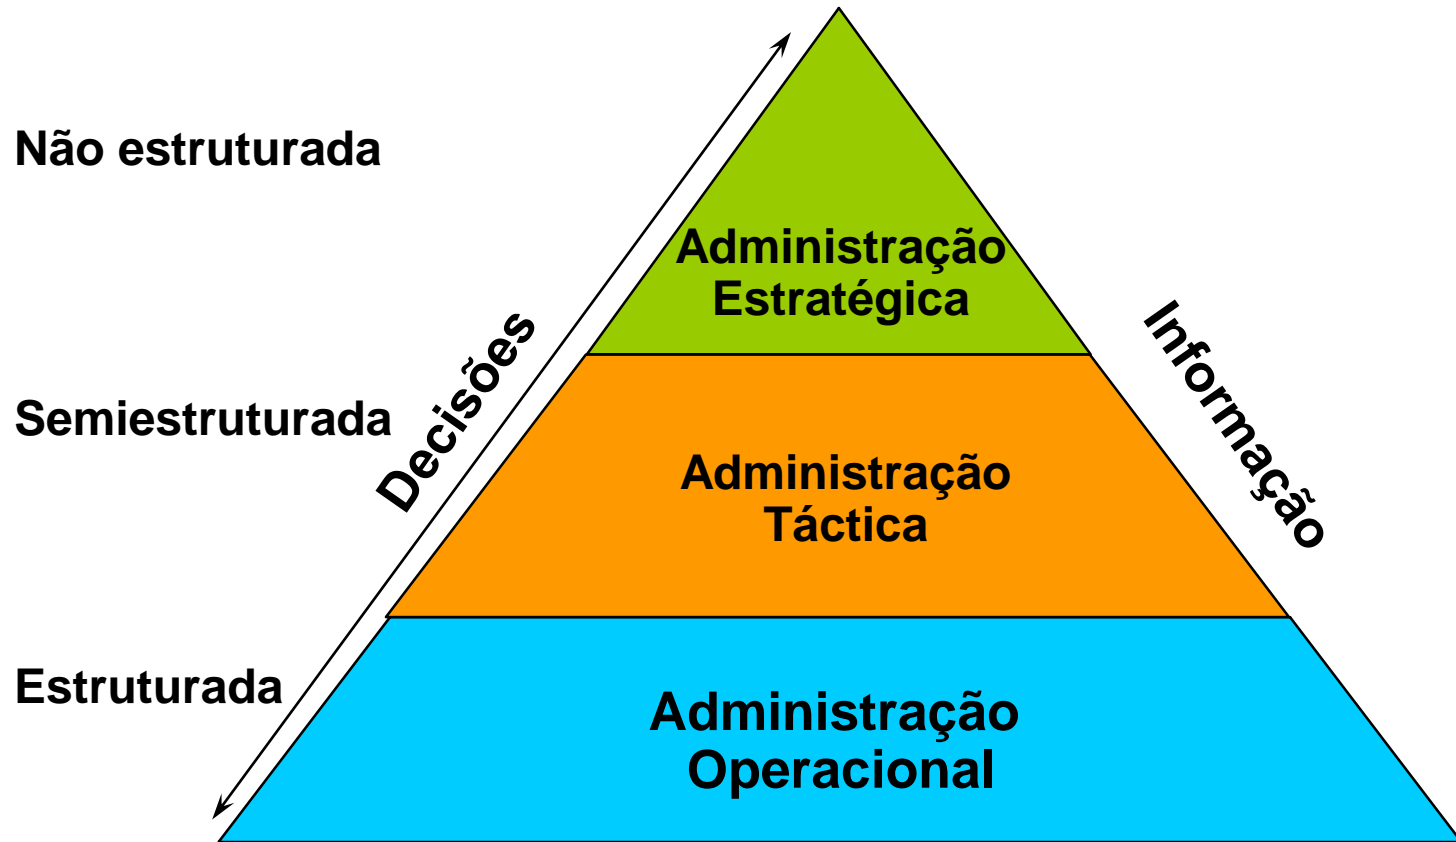 Não estruturada
Administração
Estratégica
Decisões
Informação
Semiestruturada
Administração
Táctica
Estruturada
Administração
Operacional